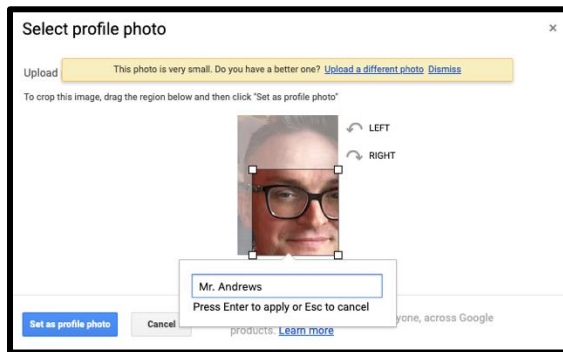 Select profile photo
×
Upload
This photo is very small. Do you have a better one? Upload a different photo Dismiss
To crop this image, drag the region below and then click "Set as profile photo"
LEFT
RIGHT
Mr. Andrews
Press Enter to apply or Esc to cancel
Set as profile photo Cancel yone, across Google
products. Learn more